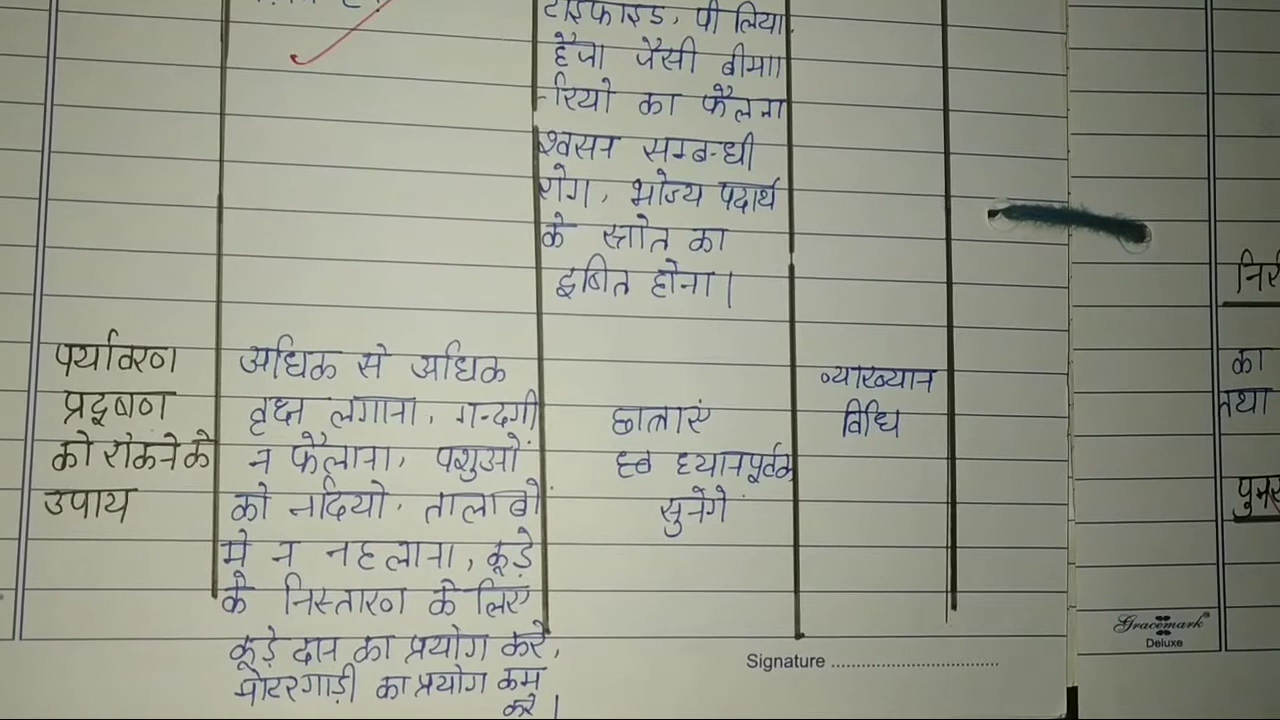 टाइफाइड, पीलिया,
हैजा जैसी बीमा
-रियो का फैलना
श्वसन सम्बन्धी
रोग, भोज्य पदार्थ
के स्त्रोत का
दूषित होना।
पर्यावरण
प्रदूषण
को रोकने के
उपाय
अधिक से अधिक
वृक्ष लगाना, गन्दगी
न फैलाना, पशुओं
को नदियो, तालाबों
मे न नहलाना, कूड़े
के निस्तारण के लिए
कूड़े दान का प्रयोग करें,
मोटरगाड़ी का प्रयोग कम
करें।
छात्राएं
ध्यानपूर्वक
सुनेंगे
व्याख्यान
विधि
Signature
Gracemark
Deluxe
का
तथा